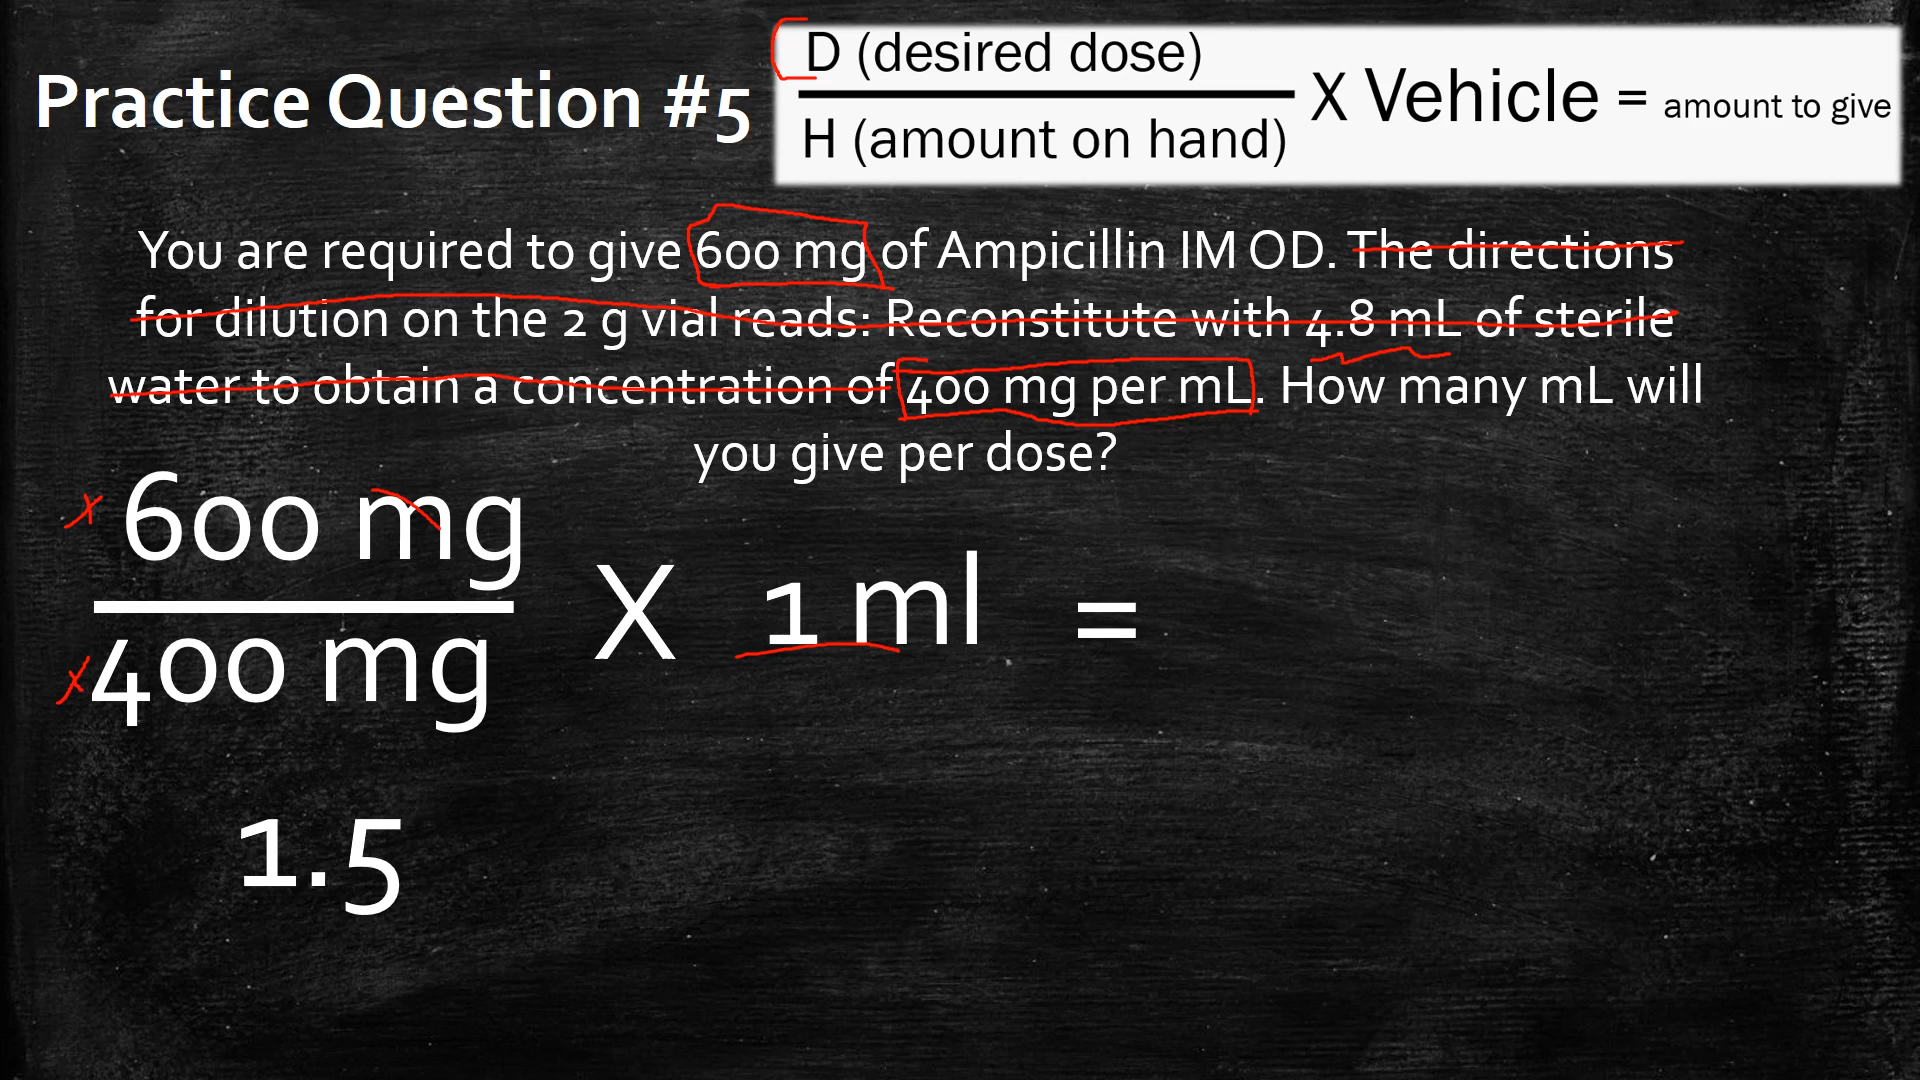 Practice Question #5
D (desired dose)
H (amount on hand)
X Vehicle = amount to give
You are required to give 600 mg of Ampicillin IM OD. The directions
for dilution on the 2 g vial reads: Reconstitute with 4.8 mL of sterile
water to obtain a concentration of 400 mg per mL. How many mL will
you give per dose?
600 mg
400 mg
X 1 ml =
1.5